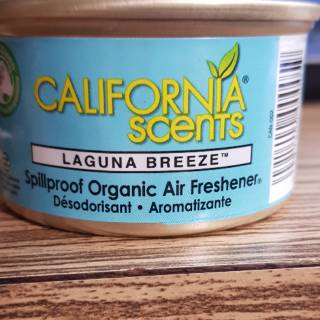 CALIFORNIA®
scents
LAGUNA BREEZE™
Spillproof Organic Air Freshener®
Désodorisant • Aromatizante